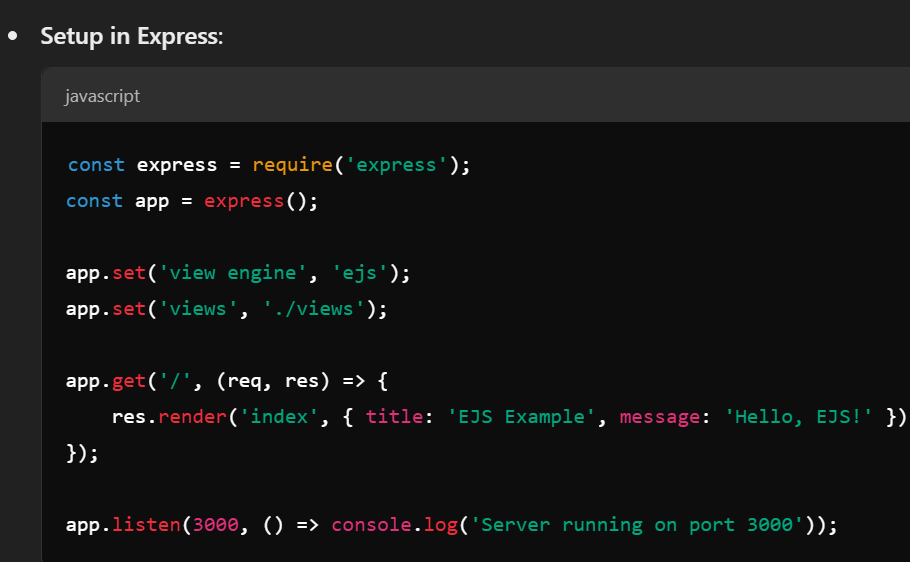 • Setup in Express:
javascript
const express = require('express');
const app = express();
app.set('view engine', 'ejs');
app.set('views', './views');
app.get('/', (req, res) => {
    res.render('index', { title: 'EJS Example', message: 'Hello, EJS!' })
});
app.listen(3000, () => console.log('Server running on port 3000'));